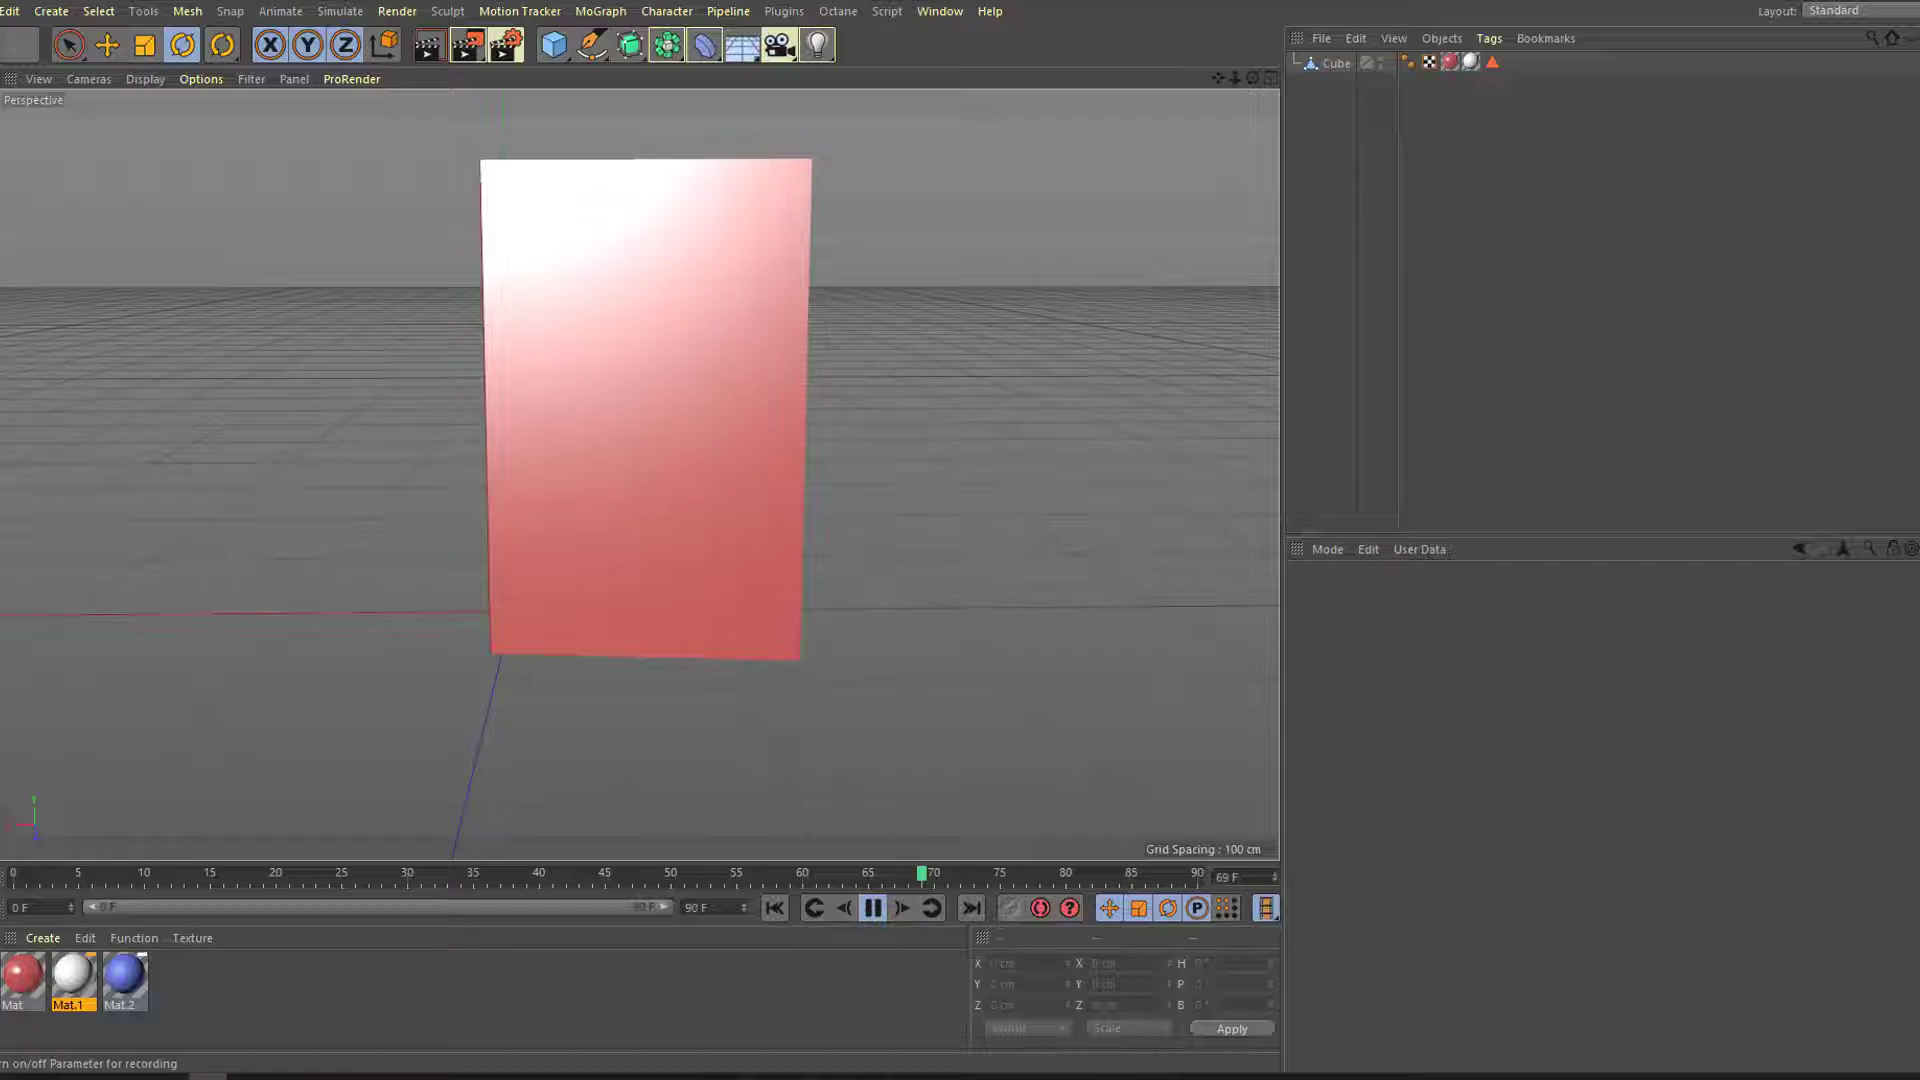 Edit Create Select Tools Mesh Snap Animate Simulate Render Sculpt Motion Tracker MoGraph Character Pipeline Plugins Octane Script Window Help
Layout: Standard
X Y Z
File Edit View Objects Tags Bookmarks
View Cameras Display Options Filter Panel ProRender
Cube
Perspective
Mode Edit User Data
Y
Grid Spacing : 100 cm
0 5 10 15 20 25 30 35 40 45 50 55 60 65 70 75 80 85 90
69 F
0 F
0 F
90 F
90 F
P
Create Edit Function Texture
X 0 cm X 0 cm H 0°
Y 0 cm Y 0 cm P
Z 0 cm Z B 0°
Mat Mat.1 Mat.2
World Scale Apply
n on/off Parameter for recording